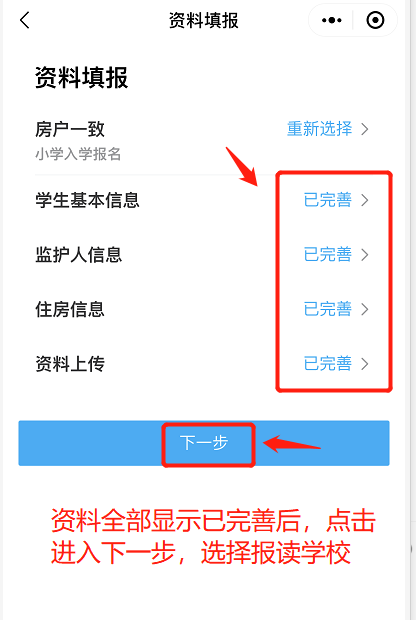 资料填报
资料填报
房户一致 重新选择
小学入学报名
学生基本信息 已完善
监护人信息 已完善
住房信息 已完善
资料上传 已完善
下一步
资料全部显示已完善后，点击
进入下一步，选择报读学校